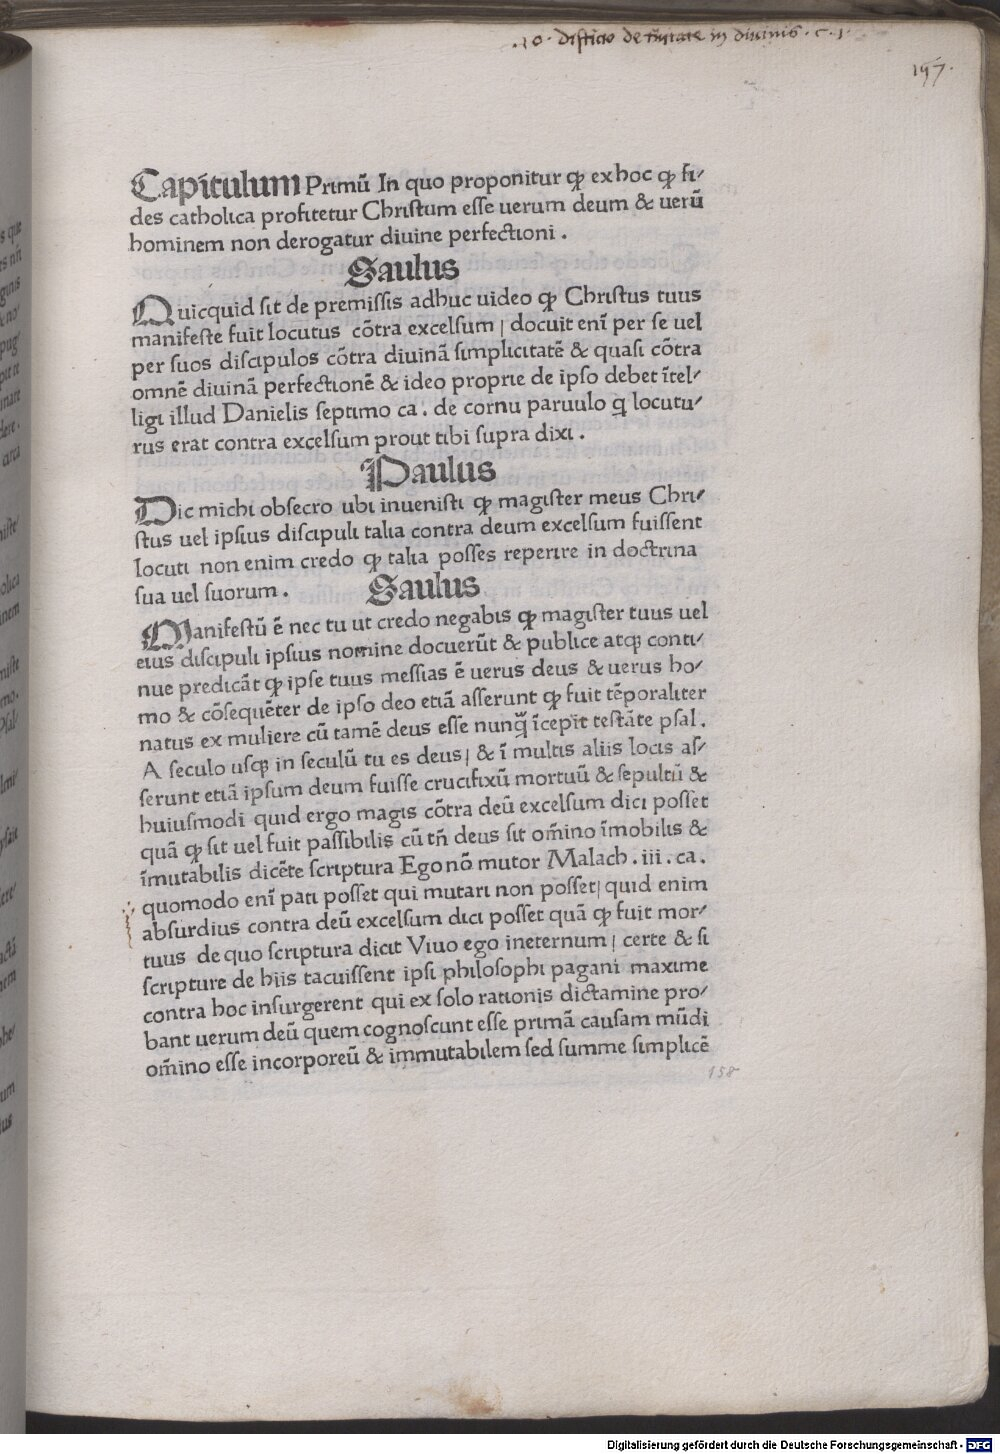 .10. distictio de trinitate in divinis . c . 1 .
197.
Capitulum Primū In quo proponitur ꝙ ex hoc ꝙ fi⸗
des catholica profitetur Christum esse uerum deum & uerū
hominem non derogatur diuine perfectioni .
Saulus
Quicquid sit de premissis adhuc uideo ꝙ Christus tuus
manifeste fuit locutus cōtra excelsum / docuit enī per se uel
per suos discipulos cōtra diuinā simplicitatē & quasi cōtra
omnē diuinā perfectionē & ideo proprie de ipso debet ītel⸗
ligi illud Danielis septimo ca . de cornu paruulo q̄ locutu⸗
rus erat contra excelsum prout tibi supra dixi .
Paulus
Dic michi obsecro ubi inuenisti ꝙ magister meus Chri⸗
stus uel ipsius discipuli talia contra deum excelsum fuissent
locuti non enim credo ꝙ talia posses reperire in doctrina
sua uel suorum .
Saulus
Manifestū ē nec tu ut credo negabis ꝙ magister tuus uel
eius discipuli ipsius nomine docuerūt & publice atqꝫ conti⸗
nue predicāt ꝙ ipse tuus messias ē uerus deus & uerus ho⸗
mo & cōsequēter de ipso deo etiā asserunt ꝙ fuit tēporaliter
natus ex muliere cū tamē deus esse nunq̄ īcepit testāte psal .
A seculo usqꝫ in seculū tu es deus / & ī multis aliis locis as⸗
serunt etiā ipsum deum fuisse crucifixū mortuū & sepultū &
huiusmodi quid ergo magis cōtra deū excelsum dici posset
quā ꝙ sit uel fuit passibilis cū tn̄ deus sit om̄ino īmobilis &
īmutabilis dicēte scriptura Ego nō mutor Malach . iii . ca .
quomodo enī pati posset qui mutari non posset / quid enim
absurdius contra deū excelsum dici posset quā ꝙ fuit mor⸗
tuus de quo scriptura dicit Viuo ego ineternum / certe & si
scripture de hiis tacuissent ipsi philosophi pagani maxime
contra hoc insurgerent qui ex solo rationis dictamine pro⸗
bant uerum deū quem cognoscunt esse primā causam mūdi
om̄ino esse incorporeū & immutabilem sed summe simplicē
158
Digitalisierung gefördert durch die Deutsche Forschungsgemeinschaft - DFG